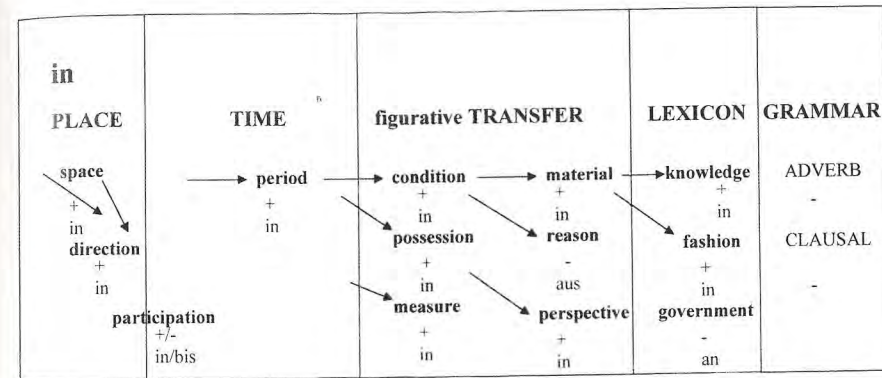 in
PLACE TIME figurative TRANSFER LEXICON GRAMMAR
space period condition material knowledge ADVERB
+ + + + + -
in in in in in
direction possession reason fashion CLAUSAL
+ + - + -
in in aus in
participation measure perspective government
+/- + + -
in/bis in in an